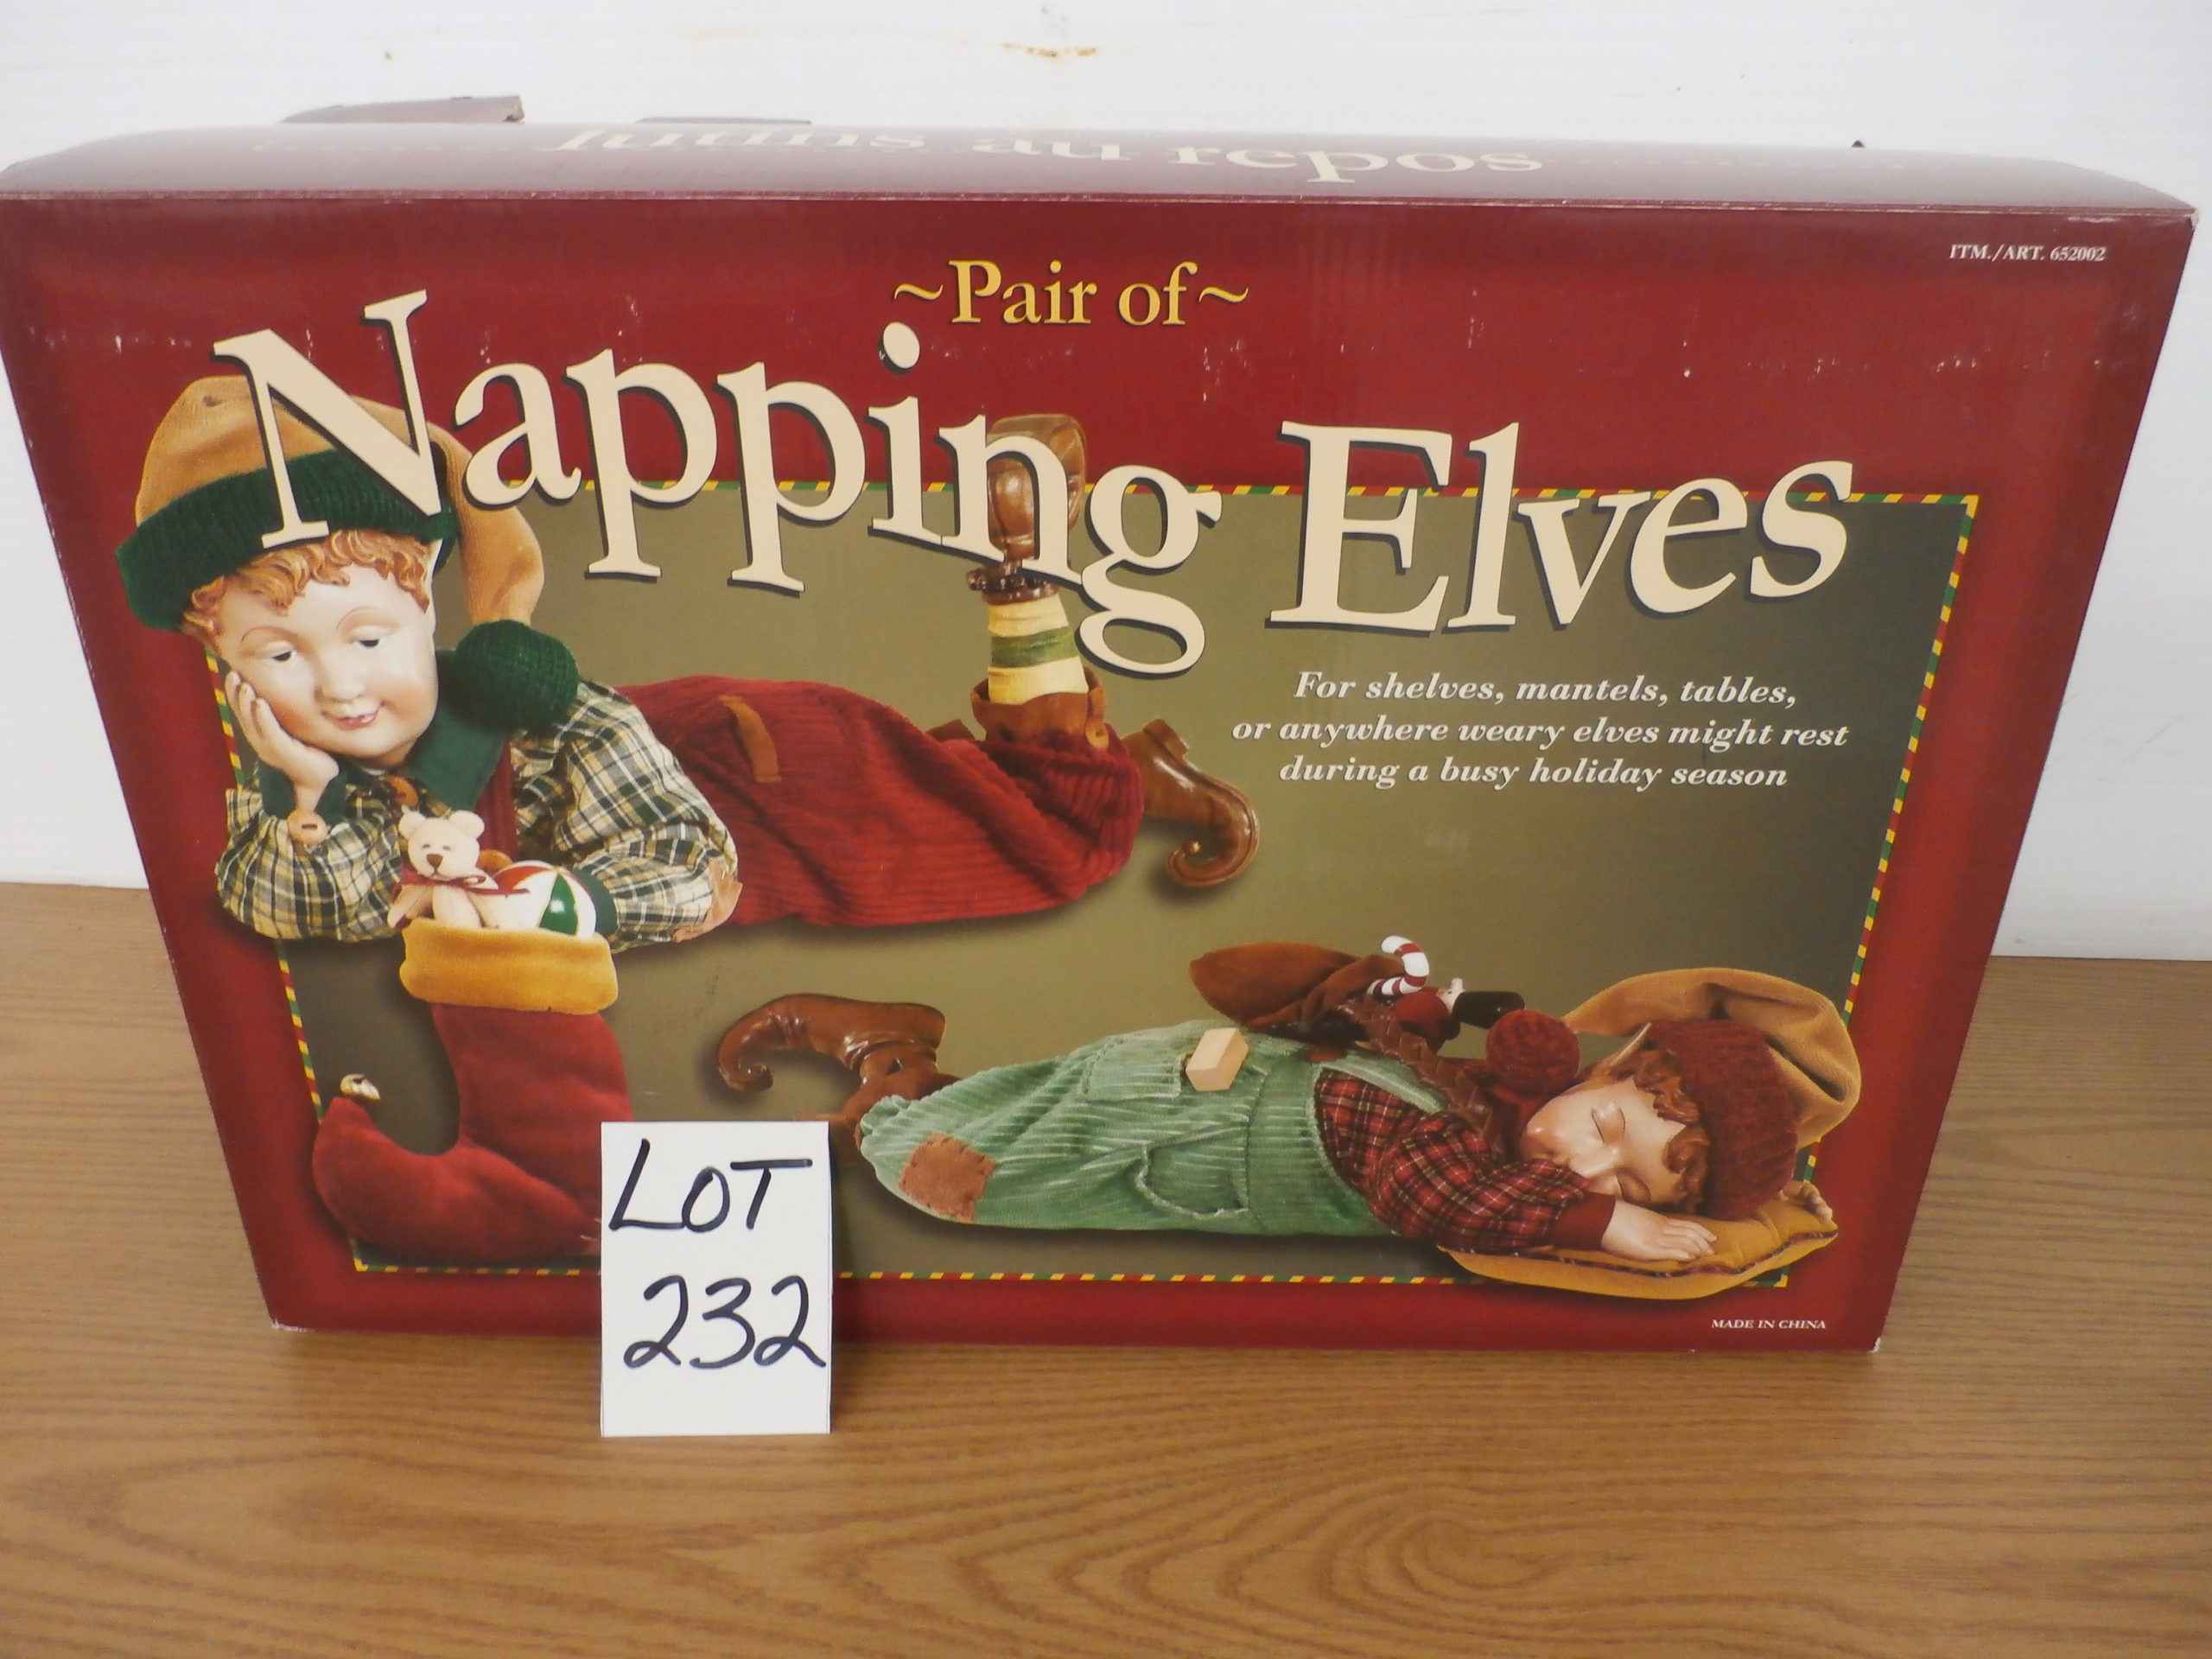 lutins au repos
ITM./ART. 652002
~Pair of~
Napping Elves
For shelves, mantels, tables,
or anywhere weary elves might rest
during a busy holiday season
LOT
232
MADE IN CHINA